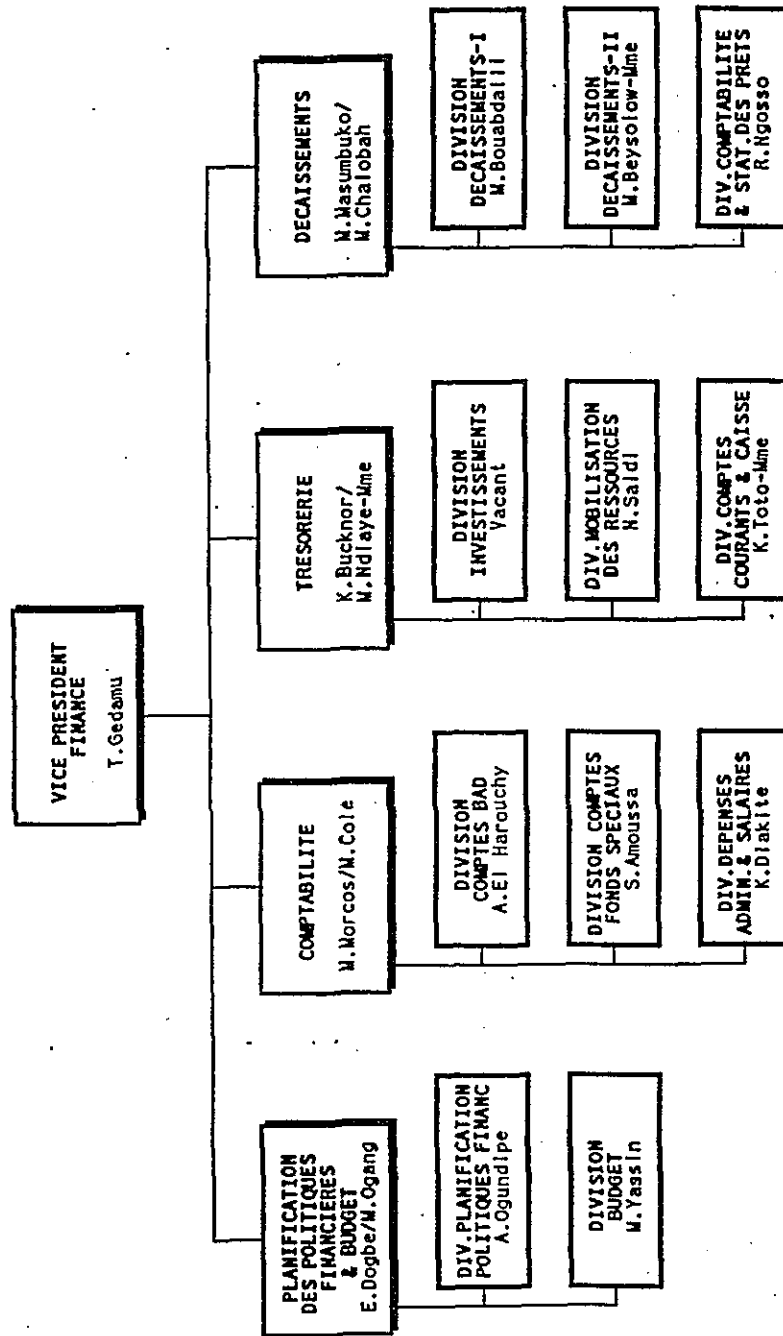 VICE PRESIDENT
FINANCE
T.Gedamu
PLANIFICATION
DES POLITIQUES
FINANCIERES
& BUDGET
E.Dogbe/M.Ogang
DIV.PLANIFICATION
POLITIQUES FINANC
A.Ogundipe
DIVISION
BUDGET
M.Yassin
COMPTABILITE
M.Morcos/M.Cole
DIVISION
COMPTES BAD
A.El Harouchy
DIVISION COMPTES
FONDS SPECIAUX
S.Amoussa
DIV.DEPENSES
ADMIN.& SALAIRES
K.Diakite
TRESORERIE
K.Bucknor/
M.Ndiaye-Mme
DIVISION
INVESTISSEMENTS
Vacant
DIV.MOBILISATION
DES RESSOURCES
N.Saidi
DIV.COMPTES
COURANTS & CAISSE
K.Toto-Mme
DECAISSEMENTS
M.Masumbuko/
M.Chalobah
DIVISION
DECAISSEMENTS-I
M.Bouabdalli
DIVISION
DECAISSEMENTS-II
M.Beysolow-Mme
DIV.COMPTABILITE
& STAT.DES PRETS
R.Ngosso